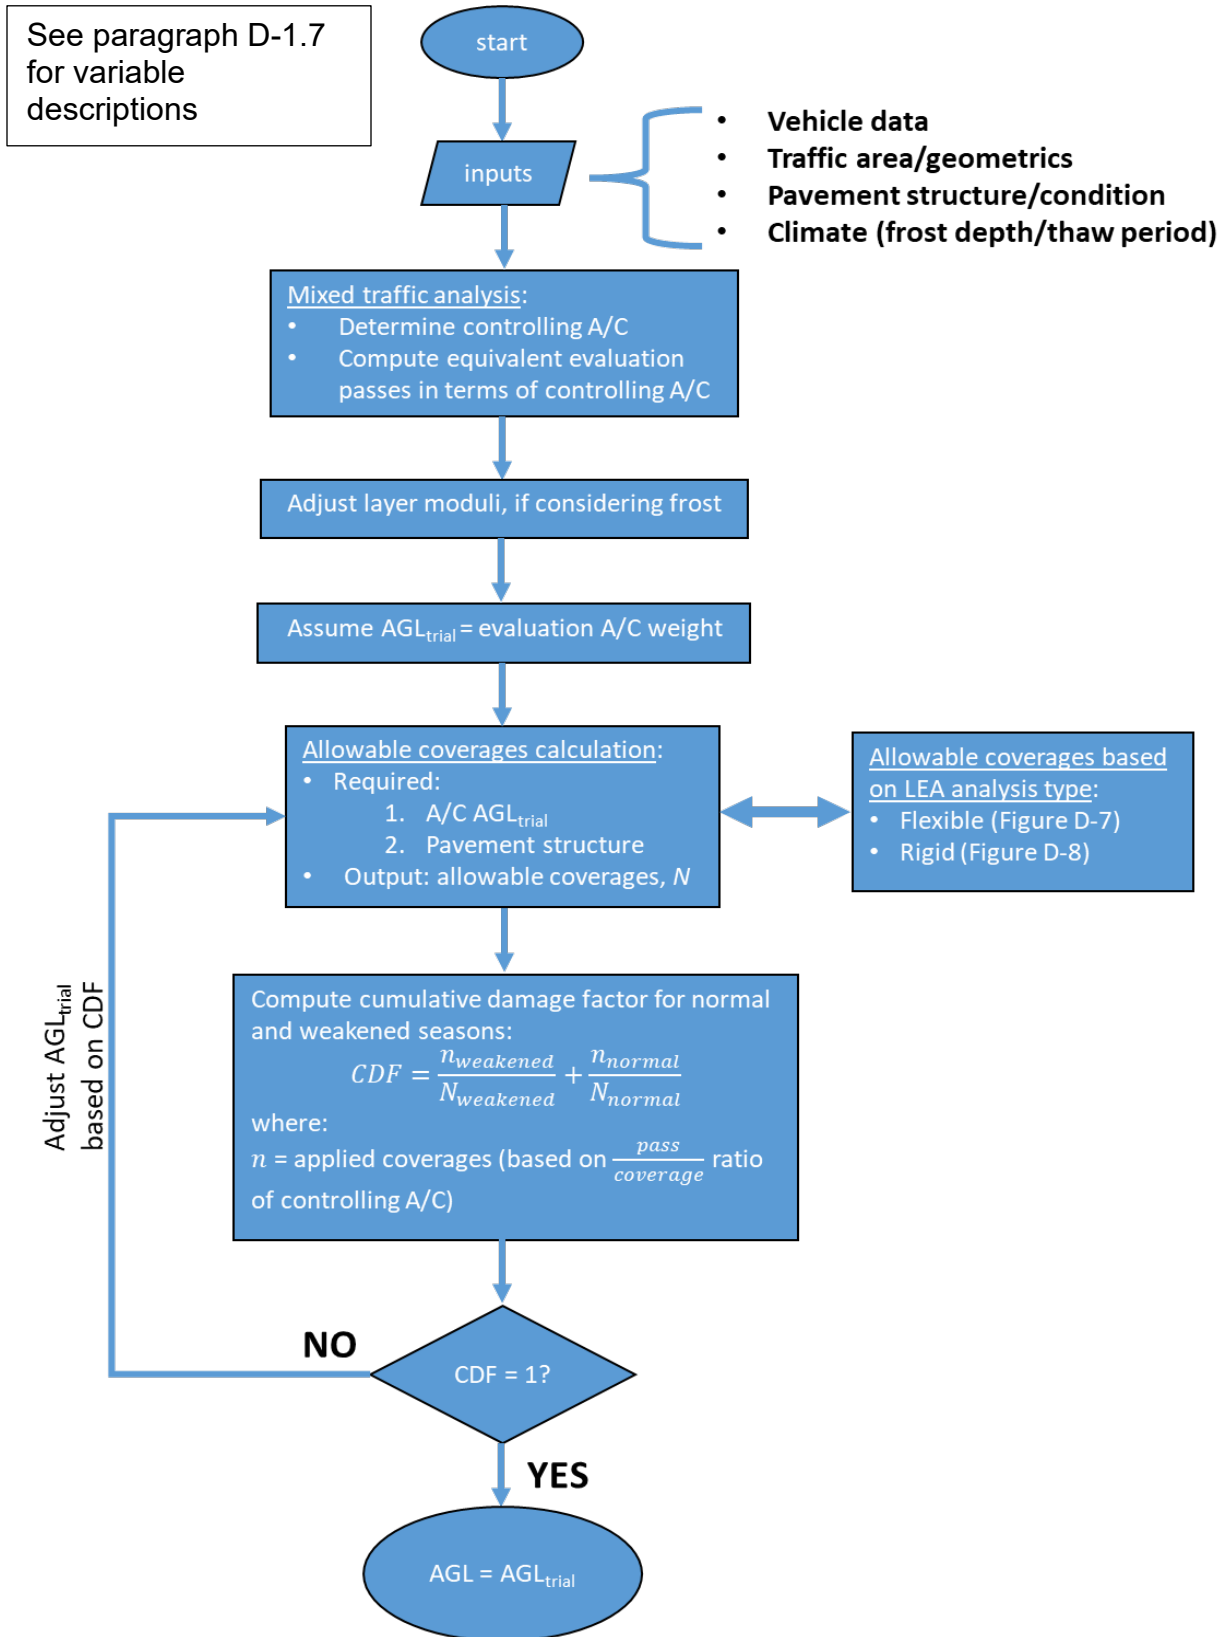 See paragraph D-1.7
for variable
descriptions
start
inputs
• Vehicle data
• Traffic area/geometrics
• Pavement structure/condition
• Climate (frost depth/thaw period)
Mixed traffic analysis:
• Determine controlling A/C
• Compute equivalent evaluation
passes in terms of controlling A/C
Adjust layer moduli, if considering frost
Assume AGLtrial = evaluation A/C weight
Allowable coverages calculation:
• Required:
1. A/C AGLtrial
2. Pavement structure
• Output: allowable coverages, N
Allowable coverages based
on LEA analysis type:
• Flexible (Figure D-7)
• Rigid (Figure D-8)
Compute cumulative damage factor for normal
and weakened seasons:
CDF = n_weakened/N_weakened + n_normal/N_normal
where:
n = applied coverages (based on pass/coverage ratio
of controlling A/C)
Adjust AGLtrial
based on CDF
NO
CDF = 1?
YES
AGL = AGLtrial